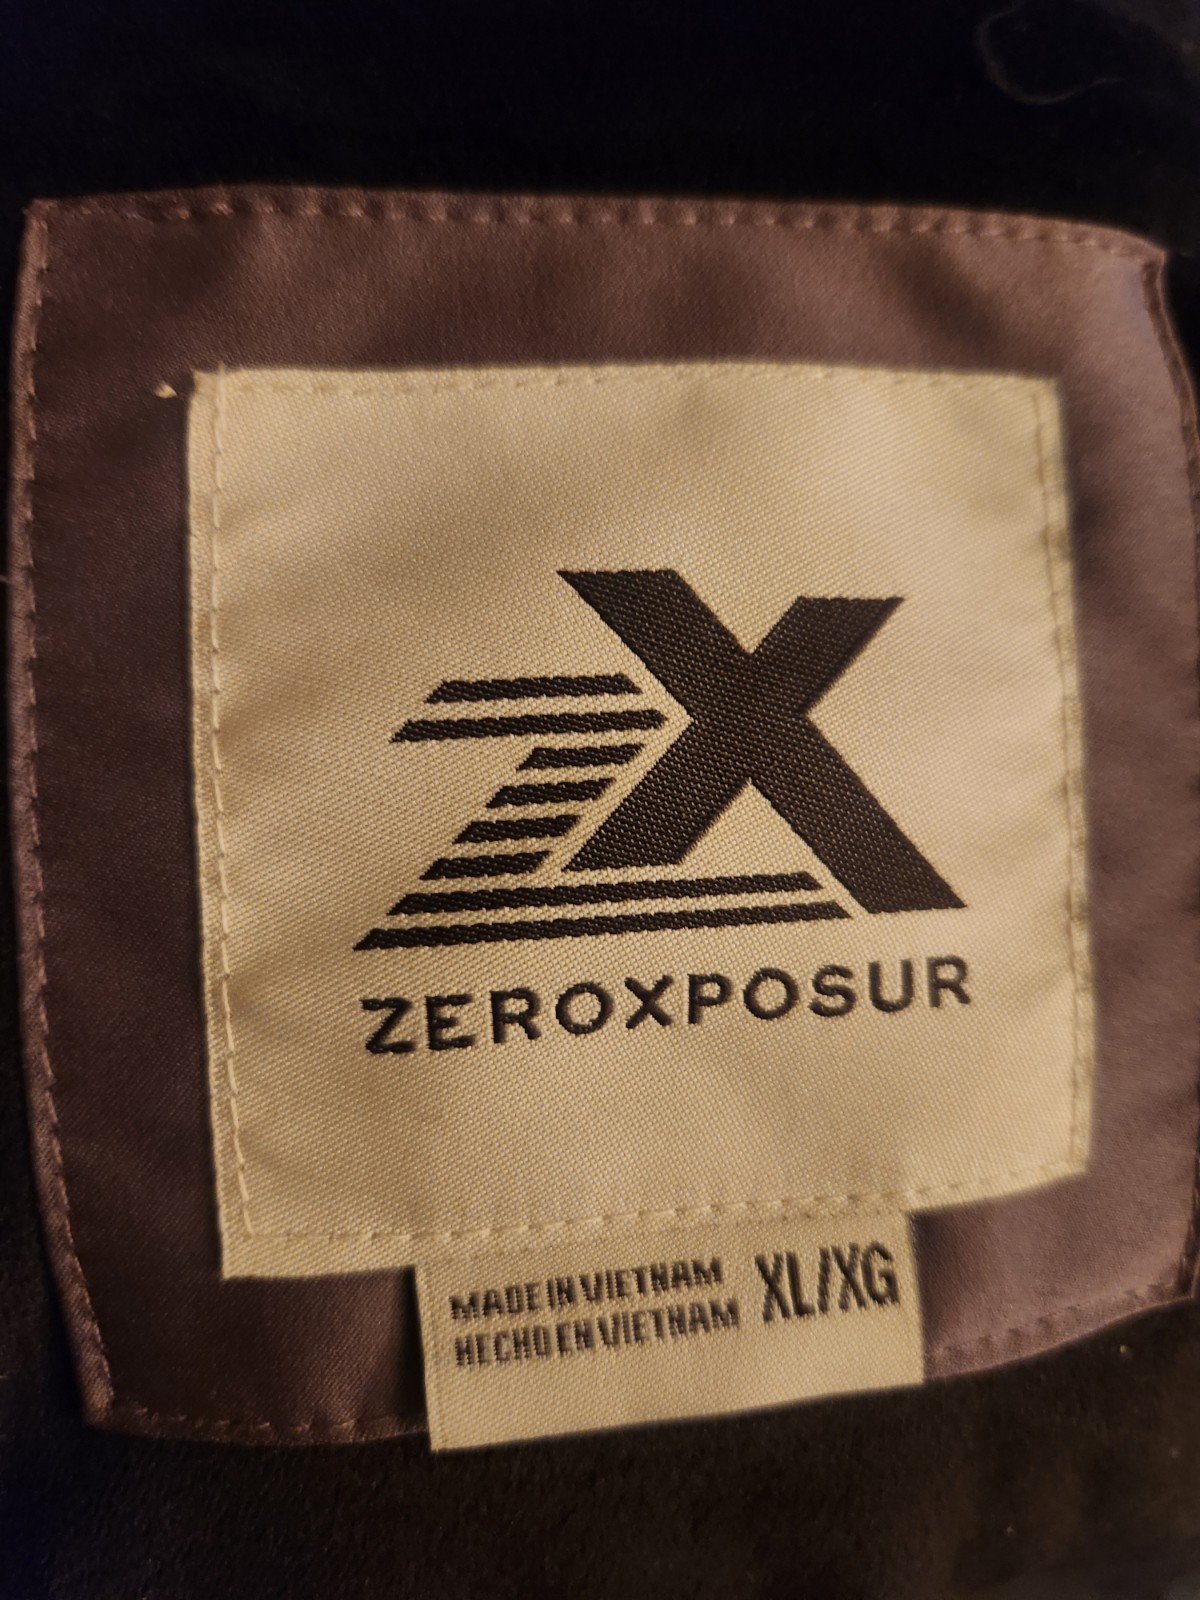 ZX
ZEROXPOSUR
MADE IN VIETNAM XL/XG
HECHO EN VIETNAM